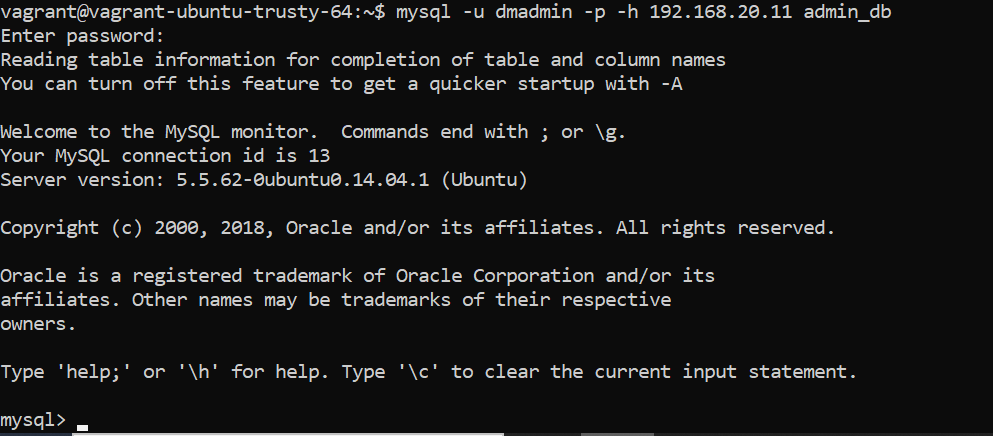 vagrant@vagrant-ubuntu-trusty-64:~$ mysql -u dmadmin -p -h 192.168.20.11 admin_db
Enter password:
Reading table information for completion of table and column names
You can turn off this feature to get a quicker startup with -A
Welcome to the MySQL monitor.  Commands end with ; or \g.
Your MySQL connection id is 13
Server version: 5.5.62-0ubuntu0.14.04.1 (Ubuntu)
Copyright (c) 2000, 2018, Oracle and/or its affiliates. All rights reserved.
Oracle is a registered trademark of Oracle Corporation and/or its
affiliates. Other names may be trademarks of their respective
owners.
Type 'help;' or '\h' for help. Type '\c' to clear the current input statement.
mysql>